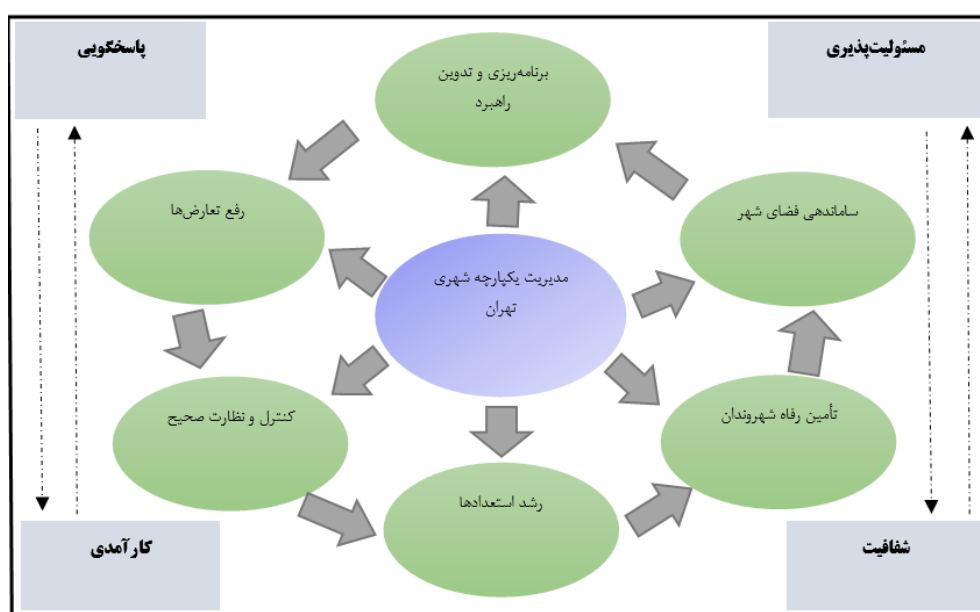 مسئولیت‌پذیری
پاسخگویی
برنامه‌ریزی و تدوین
راهبرد
ساماندهی فضای شهر
رفع تعارض‌ها
مدیریت یکپارچه شهری
تهران
تأمین رفاه شهروندان
کنترل و نظارت صحیح
رشد استعدادها
شفافیت
کارآمدی